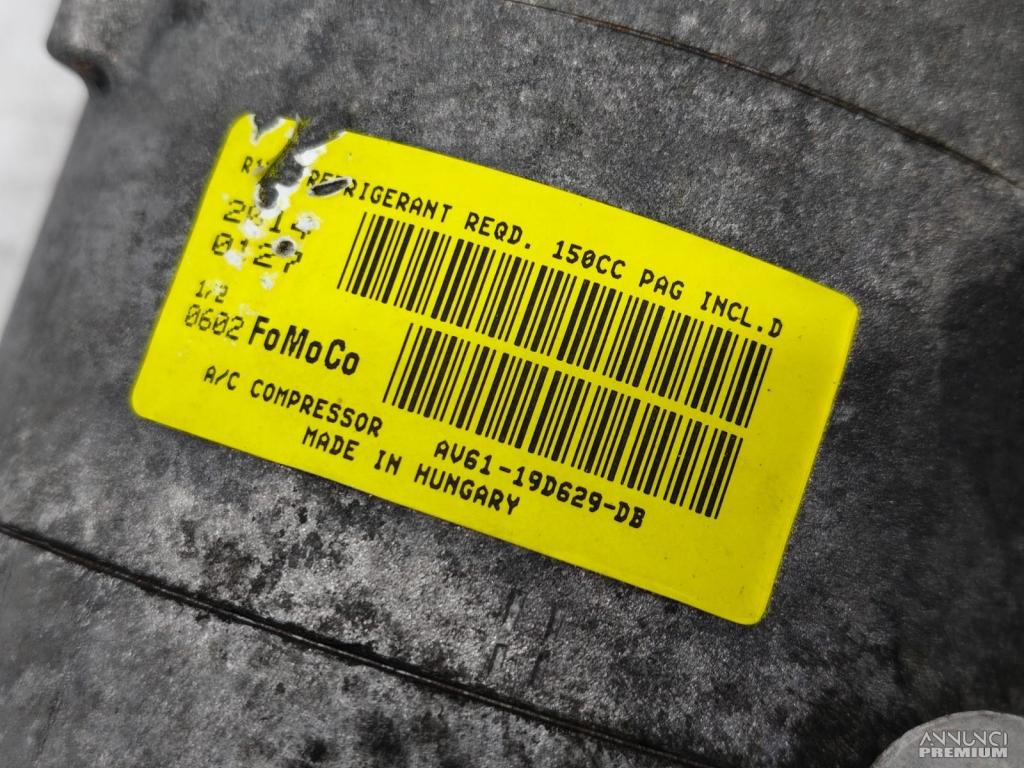 REFRIGERANT REQD. 150CC PAG INCL.D
2014
0127
1/2
0602 FoMoCo
A/C COMPRESSOR
AV61-19D629-DB
MADE IN HUNGARY
ANNUNCI
PREMIUM